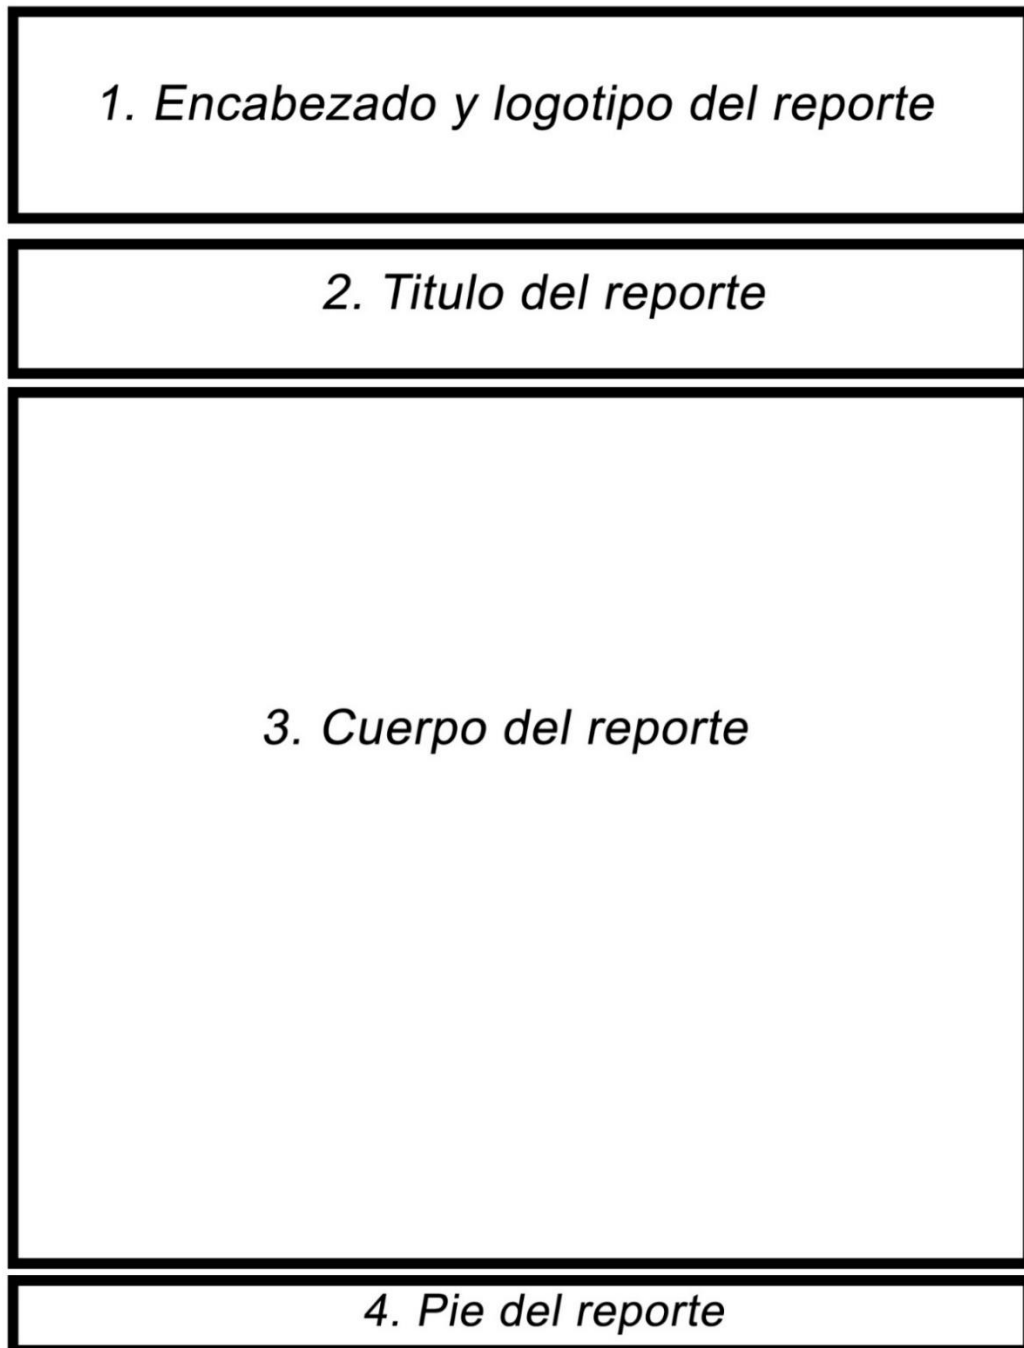 1. Encabezado y logotipo del reporte
2. Titulo del reporte
3. Cuerpo del reporte
4. Pie del reporte